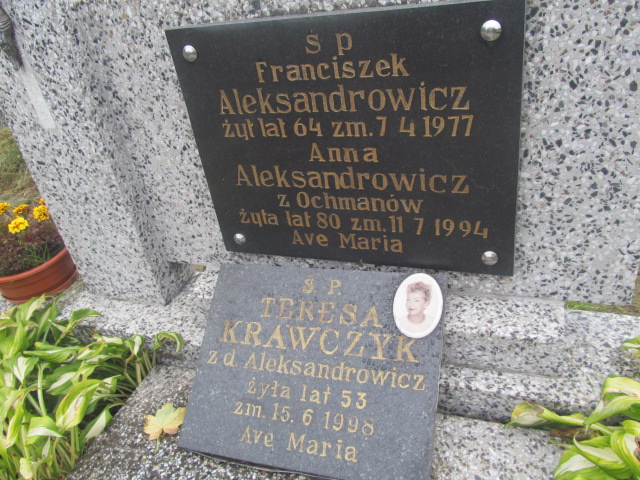 S P
Franciszek
Aleksandrowicz
żył lat 64 zm. 7 4 1977
Anna
Aleksandrowicz
z Ochmanów
żyła lat 80 zm. 11 7 1994
Ave Maria
S P
TERESA
KRAWCZYK
z d. Aleksandrowicz
żyła lat 53
zm. 15. 6 1998
Ave Maria